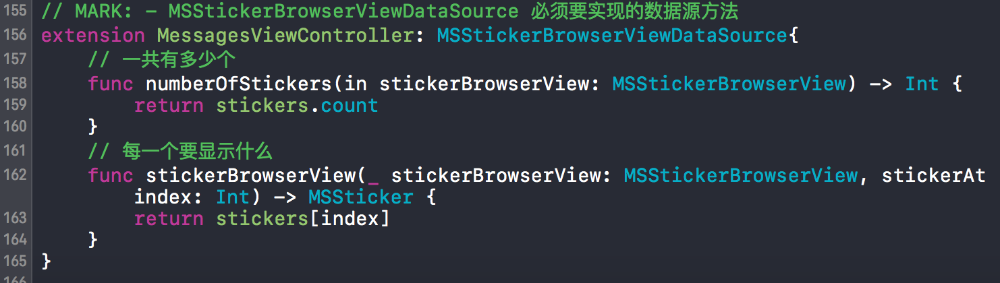 155 // MARK: - MSStickerBrowserViewDataSource 必须要实现的数据源方法
156 extension MessagesViewController: MSStickerBrowserViewDataSource{
157 // 一共有多少个
158 func numberOfStickers(in stickerBrowserView: MSStickerBrowserView) -> Int {
159 return stickers.count
160 }
161 // 每一个要显示什么
162 func stickerBrowserView(_ stickerBrowserView: MSStickerBrowserView, stickerAt
index: Int) -> MSSticker {
163 return stickers[index]
164 }
165 }
166